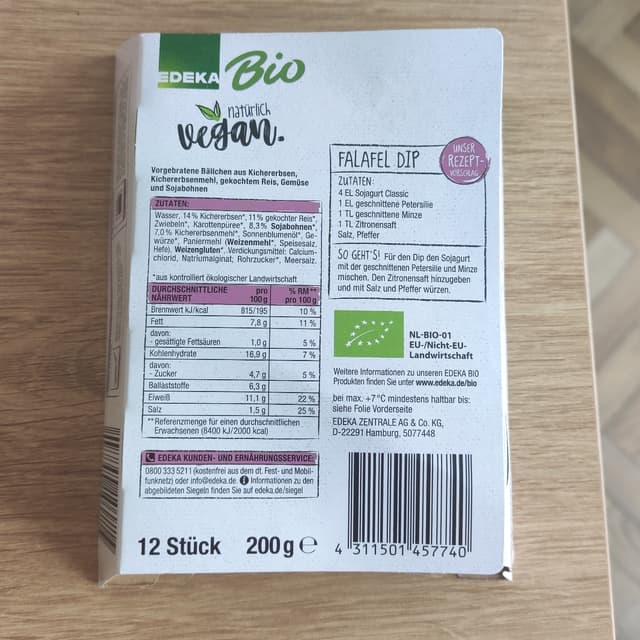 EDEKA Bio
natürlich
vegan.
Vorgebratene Bällchen aus Kichererbsen,
Kichererbsenmehl, gekochtem Reis, Gemüse
und Sojabohnen
ZUTATEN:
Wasser, 14% Kichererbsen*, 11% gekochter Reis*,
Zwiebeln*, Karottenpüree*, 8,3% Sojabohnen*,
7,0% Kichererbsenmehl*, Sonnenblumenöl*, Ge-
würze*, Paniermehl (Weizenmehl*, Speisesalz,
Hefe), Weizengluten*, Verdickungsmittel: Calcium-
chlorid, Natriumalginat; Rohrzucker*, Meersalz.
*aus kontrolliert ökologischer Landwirtschaft
DURCHSCHNITTLICHE NÄHRWERT
pro 100g
% RM** pro 100g
Brennwert kJ/kcal 815/195 10 %
Fett 7,8 g 11 %
davon:
- gesättigte Fettsäuren 1,0 g 5 %
Kohlenhydrate 16,9 g 7 %
davon:
- Zucker 4,7 g 5 %
Ballaststoffe 6,3 g
Eiweiß 11,1 g 22 %
Salz 1,5 g 25 %
**Referenzmenge für einen durchschnittlichen
Erwachsenen (8400 kJ/2000 kcal)
EDEKA KUNDEN- UND ERNÄHRUNGSSERVICE
0800 333 5211 (kostenfrei aus dem dt. Fest- und Mobil-
funknetz) oder info@edeka.de. i Informationen zu den
abgebildeten Siegeln finden Sie auf edeka.de/siegel
12 Stück 200 g e
FALAFEL DIP
UNSER
REZEPT-
VORSCHLAG
ZUTATEN:
4 EL Sojagurt Classic
1 EL geschnittene Petersilie
1 TL geschnittene Minze
1 TL Zitronensaft
Salz, Pfeffer
SO GEHT'S! Für den Dip den Sojagurt
mit der geschnittenen Petersilie und Minze
mischen. Den Zitronensaft hinzugeben
und mit Salz und Pfeffer würzen.
NL-BIO-01
EU-/Nicht-EU-
Landwirtschaft
Weitere Informationen zu unseren EDEKA BIO
Produkten finden Sie unter www.edeka.de/bio
bei max. +7°C mindestens haltbar bis:
siehe Folie Vorderseite
EDEKA ZENTRALE AG & Co. KG,
D-22291 Hamburg, 5077448
4 311501 457740